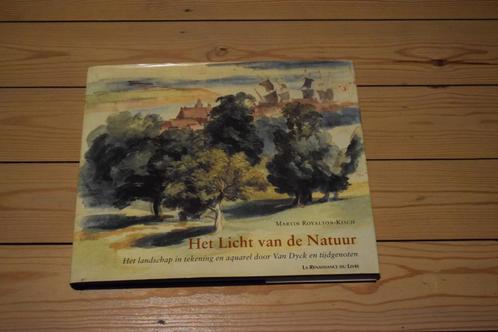 MARTIN ROYALTON-KISCH
Het Licht van de Natuur
Het landschap in tekening en aquarel door Van Dyck en tijdgenoten
LA RENAISSANCE DU LIVRE